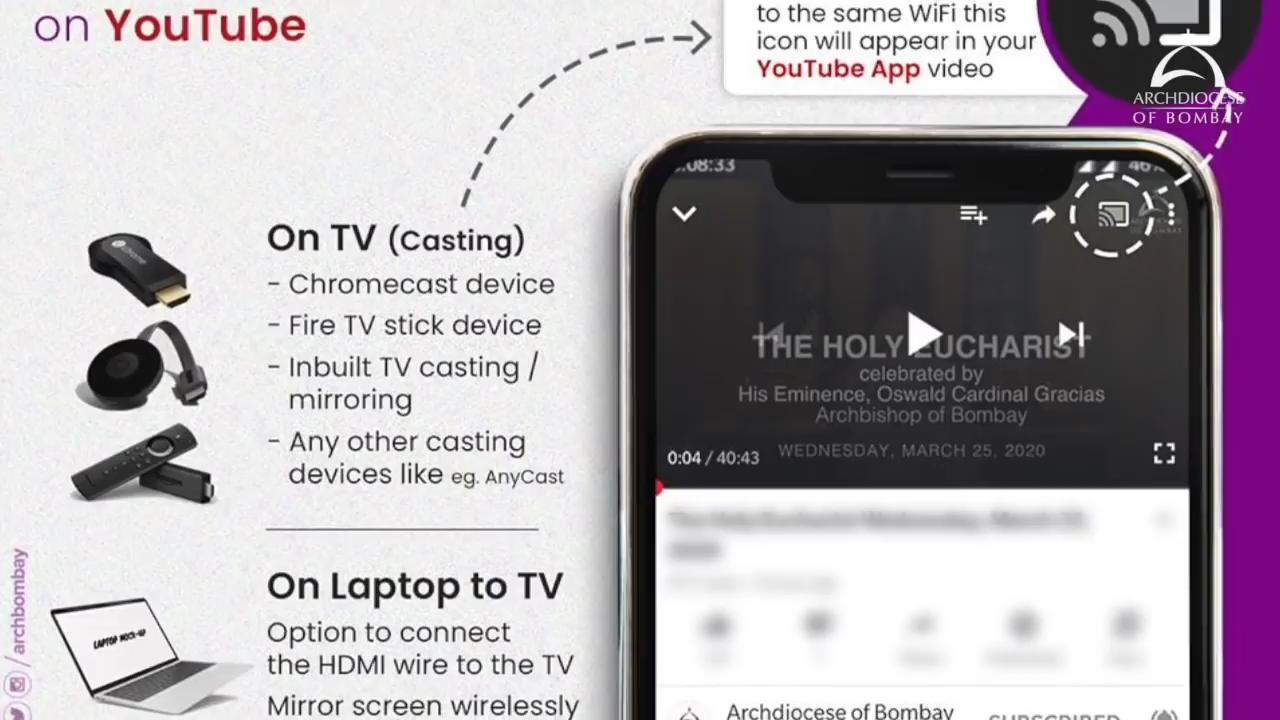 on YouTube
to the same WiFi this
icon will appear in your
YouTube App video
ARCHDIOCESE
OF BOMBAY
On TV (Casting)
- Chromecast device
- Fire TV stick device
- Inbuilt TV casting /
mirroring
- Any other casting
devices like eg. AnyCast
On Laptop to TV
Option to connect
the HDMI wire to the TV
Mirror screen wirelessly
LAPTOP MOCK-UP
/archbombay
THE HOLY EUCHARIST
celebrated by
His Eminence, Oswald Cardinal Gracias
Archbishop of Bombay
WEDNESDAY, MARCH 25, 2020
0:04 / 40:43
Archdiocese of Bombay
SUBSCRIBED